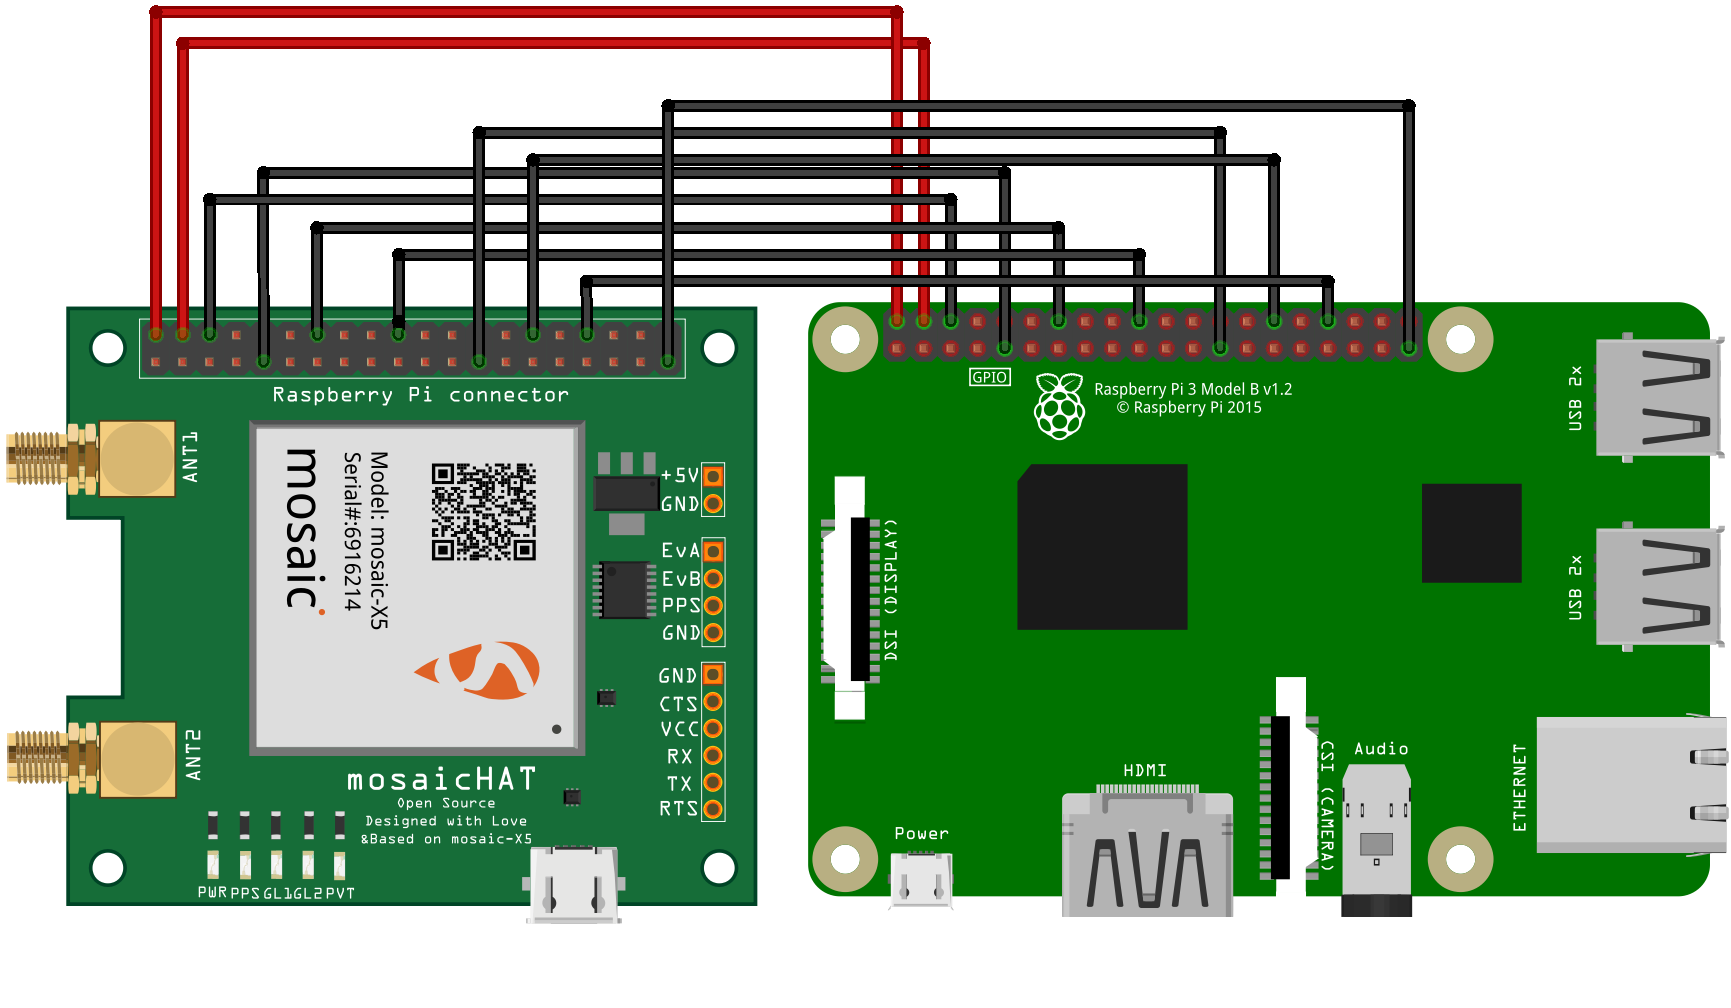 Raspberry Pi connector
ANT1
mosaic
Model: mosaic-X5
Serial#:6916214
+5V
GND
EvA
EvB
PPS
GND
GND
CTS
VCC
RX
TX
RTS
ANT2
mosaicHAT
Open Source
Designed with Love
&Based on mosaic-X5
PWR PPS GL1 GL2 PVT
GPIO
Raspberry Pi 3 Model B v1.2
© Raspberry Pi 2015
DSI (DISPLAY)
USB 2x
USB 2x
ETHERNET
Audio
CSI (CAMERA)
HDMI
Power